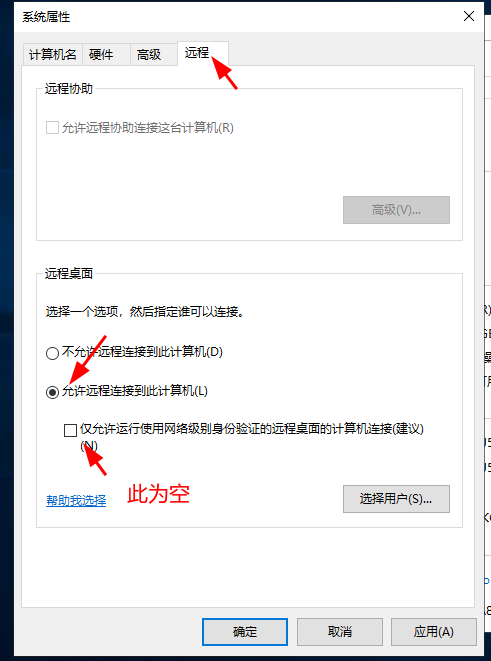 系统属性
计算机名 硬件 高级 远程
远程协助
允许远程协助连接这台计算机(R)
高级(V)...
远程桌面
选择一个选项，然后指定谁可以连接。
不允许远程连接到此计算机(D)
允许远程连接到此计算机(L)
仅允许运行使用网络级别身份验证的远程桌面的计算机连接(建议)
(N)
此为空
帮助我选择 选择用户(S)...
确定 取消 应用(A)